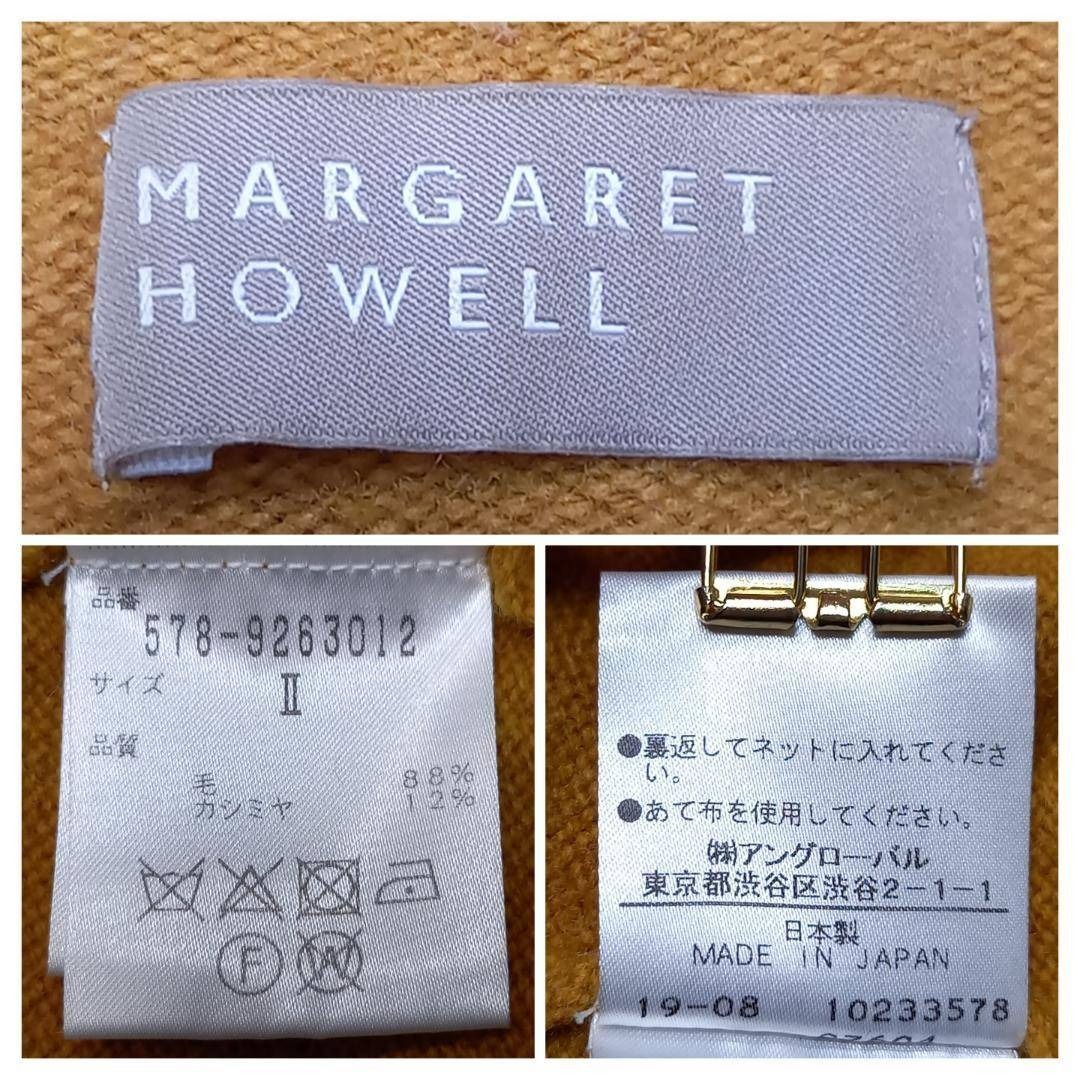 MARGARET
HOWELL
品番
578-9263012
サイズ
II
品質
毛 88%
カシミヤ 12%
F
W
●裏返してネットに入れてくださ
い。
●あて布を使用してください。
㈱アングローバル
東京都渋谷区渋谷2-1-1
日本製
MADE IN JAPAN
19-08 10233578